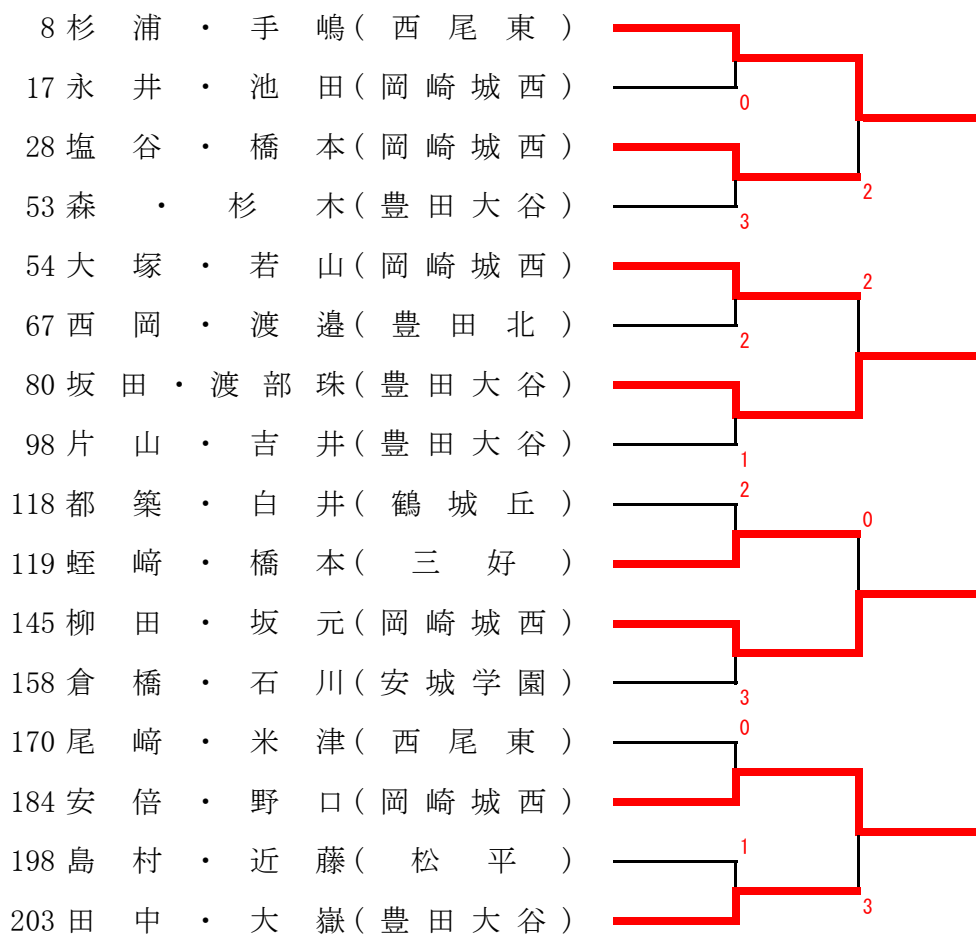 8 杉浦・手嶋(西尾東)
17 永井・池田(岡崎城西)
0
28 塩谷・橋本(岡崎城西)
2
53 森・杉木(豊田大谷)
3
54 大塚・若山(岡崎城西)
2
67 西岡・渡邉(豊田北)
2
80 坂田・渡部珠(豊田大谷)
98 片山・吉井(豊田大谷)
1
2
118 都築・白井(鶴城丘)
0
119 蛭﨑・橋本(三好)
145 柳田・坂元(岡崎城西)
158 倉橋・石川(安城学園)
3
0
170 尾﨑・米津(西尾東)
184 安倍・野口(岡崎城西)
1
198 島村・近藤(松平)
3
203 田中・大嶽(豊田大谷)